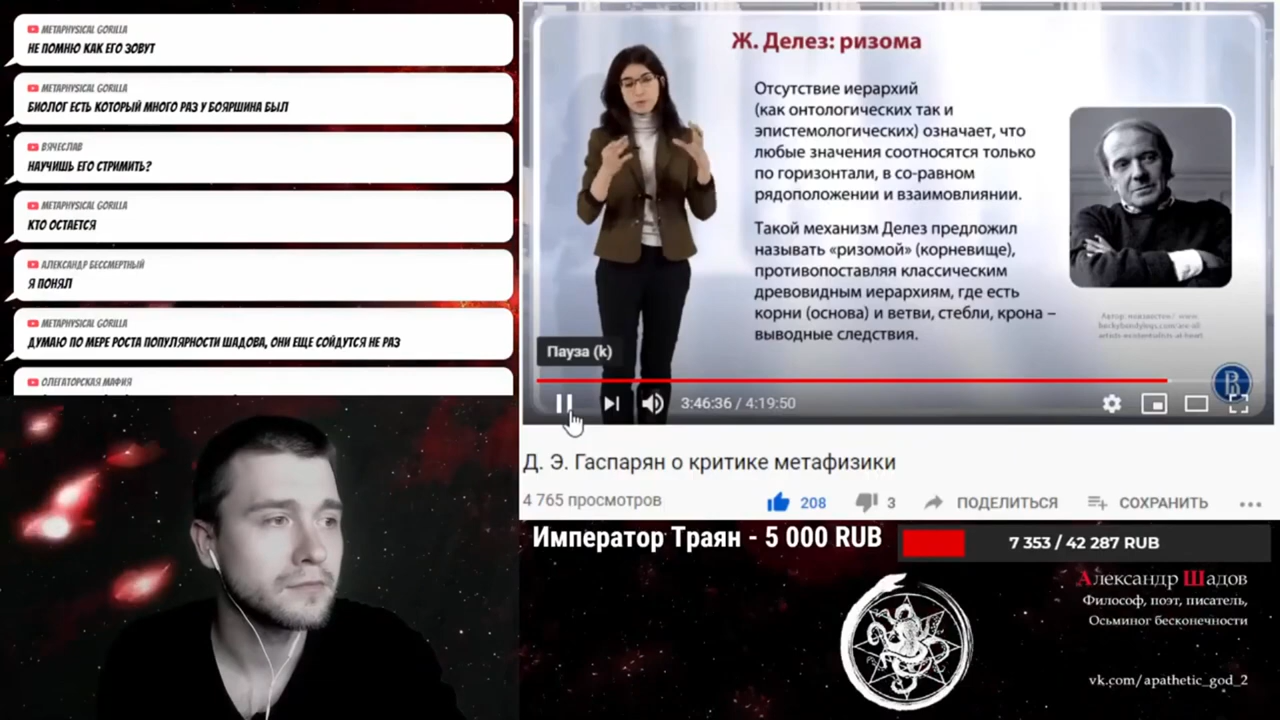 METAPHYSICAL GORILLA
НЕ ПОМНЮ КАК ЕГО ЗОВУТ
METAPHYSICAL GORILLA
БИОЛОГ ЕСТЬ КОТОРЫЙ МНОГО РАЗ У БОЯРШИНА БЫЛ
ВЯЧЕСЛАВ
НАУЧИШЬ ЕГО СТРИМИТЬ?
METAPHYSICAL GORILLA
КТО ОСТАЕТСЯ
АЛЕКСАНДР БЕССМЕРТНЫЙ
Я ПОНЯЛ
METAPHYSICAL GORILLA
ДУМАЮ ПО МЕРЕ РОСТА ПОПУЛЯРНОСТИ ШАДОВА, ОНИ ЕЩЕ СОЙДУТСЯ НЕ РАЗ
ОЛЕГАТОРСКАЯ МАФИЯ
Ж. Делез: ризома
Отсутствие иерархий
(как онтологических так и
эпистемологических) означает, что
любые значения соотносятся только
по горизонтали, в со-равном
рядоположении и взаимовлиянии.
Такой механизм Делез предложил
называть «ризомой» (корневище),
противопоставляя классическим
древовидным иерархиям, где есть
корни (основа) и ветви, стебли, крона –
выводные следствия.
Пауза (k)
3:46:36 / 4:19:50
Д. Э. Гаспарян о критике метафизики
4 765 просмотров
208
3
ПОДЕЛИТЬСЯ
СОХРАНИТЬ
Император Траян - 5 000 RUB
7 353 / 42 287 RUB
Александр Шадов
Философ, поэт, писатель,
Осьминог бесконечности
vk.com/apathetic_god_2